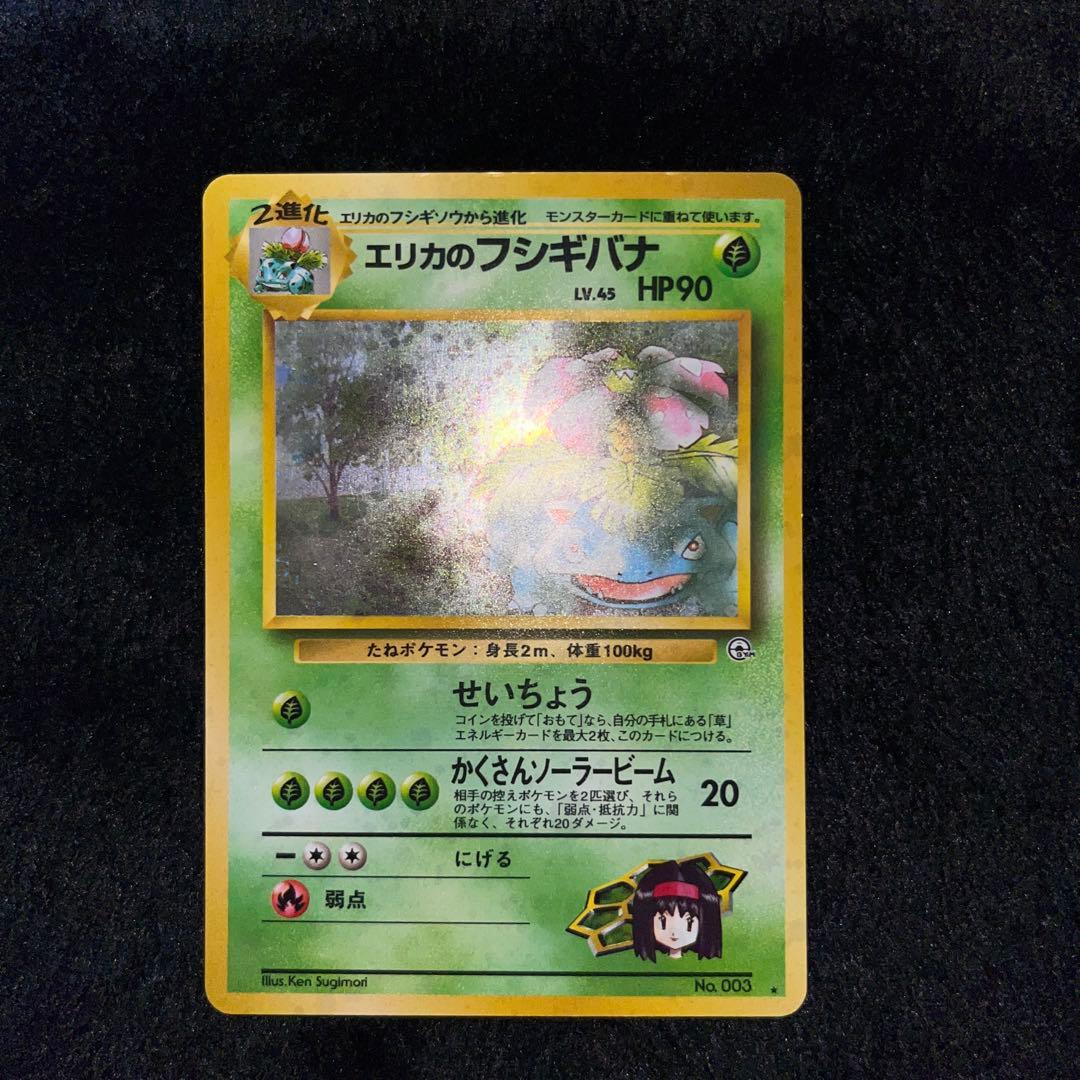 2進化 エリカのフシギソウから進化 モンスターカードに重ねて使います。
エリカのフシギバナ
LV.45 HP90
たねポケモン：身長2m、体重100kg
GYM
せいちょう
コインを投げて「おもて」なら、自分の手札にある「草」
エネルギーカードを最大2枚、このカードにつける。
かくさんソーラービーム
相手の控えポケモンを2匹選び、それら
のポケモンにも、「弱点・抵抗力」に関
係なく、それぞれ20ダメージ。
20
ー にげる
弱点
Illus.Ken Sugimori No. 003 ★